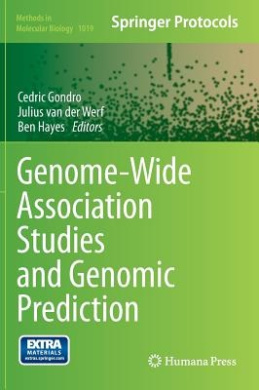 Methods in
Molecular Biology 1019
Springer Protocols
Cedric Gondro
Julius van der Werf
Ben Hayes Editors
Genome-Wide
Association
Studies
and Genomic
Prediction
EXTRA
MATERIALS
extras.springer.com
Humana Press